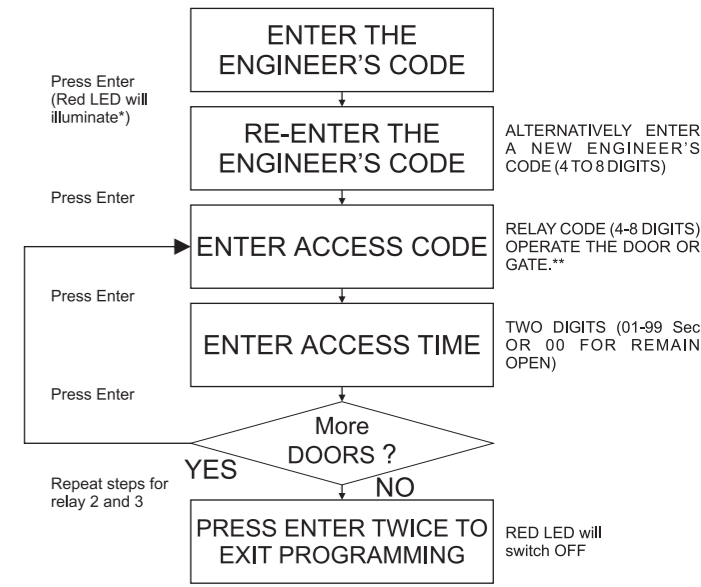 ENTER THE
ENGINEER'S CODE
Press Enter
(Red LED will
illuminate*)
RE-ENTER THE
ENGINEER'S CODE
ALTERNATIVELY ENTER
A NEW ENGINEER'S
CODE (4 TO 8 DIGITS)
Press Enter
ENTER ACCESS CODE
RELAY CODE (4-8 DIGITS)
OPERATE THE DOOR OR
GATE.**
Press Enter
ENTER ACCESS TIME
TWO DIGITS (01-99 Sec
OR 00 FOR REMAIN
OPEN)
Press Enter
More
DOORS ?
YES
NO
Repeat steps for
relay 2 and 3
PRESS ENTER TWICE TO
EXIT PROGRAMMING
RED LED will
switch OFF